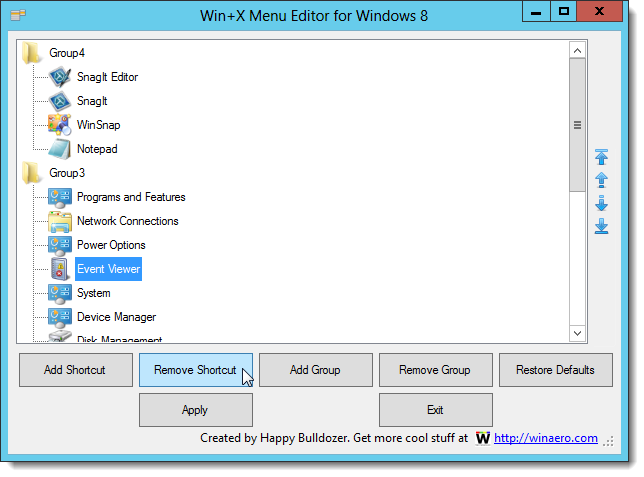 Win+X Menu Editor for Windows 8
Group4
SnagIt Editor
SnagIt
WinSnap
Notepad
Group3
Programs and Features
Network Connections
Power Options
Event Viewer
System
Device Manager
Disk Management
Add Shortcut Remove Shortcut Add Group Remove Group Restore Defaults
Apply Exit
Created by Happy Bulldozer. Get more cool stuff at W http://winaero.com